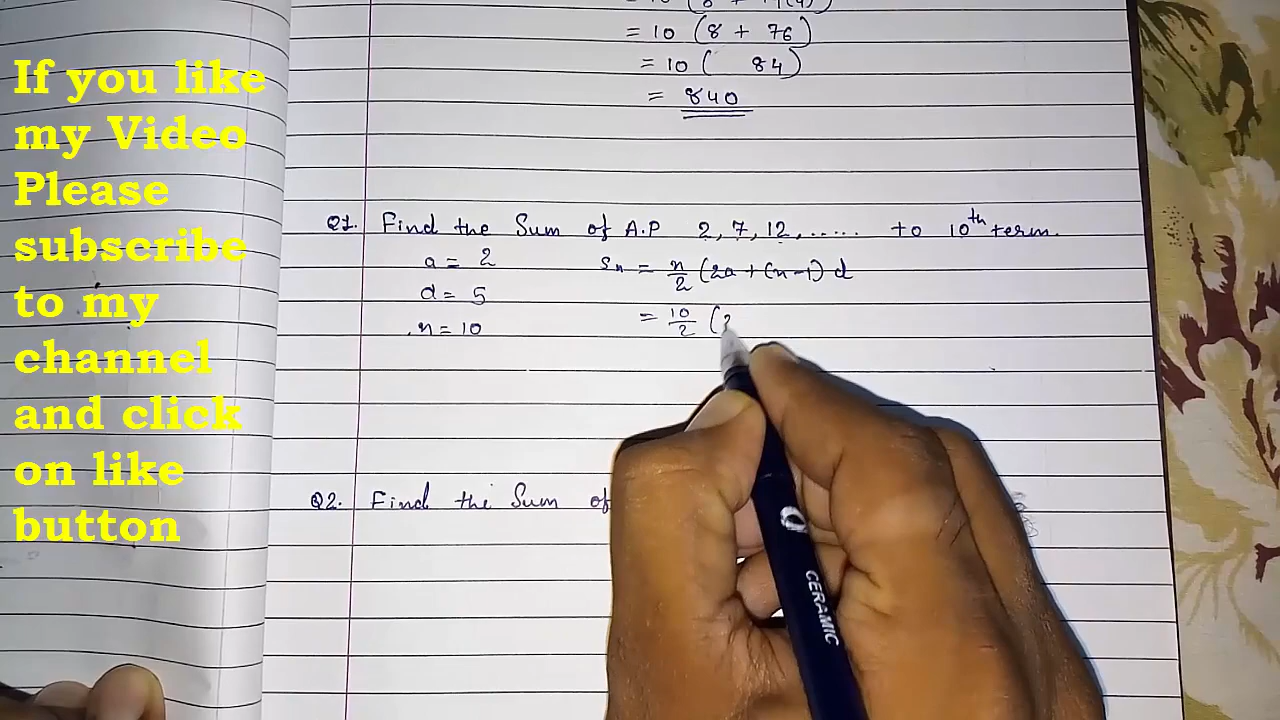 If you like
my Video
Please
subscribe
to my
channel
and click
on like
button
= 10 (8 + 76)
= 10 ( 84)
= 840
Q1. Find the Sum of A.P 2, 7, 12, ..... to 10th term.
a = 2
d = 5
n = 10
Sn = n/2 (2a + (n-1) d
= 10/2 (2
Q2. Find the Sum of
CERAMIC